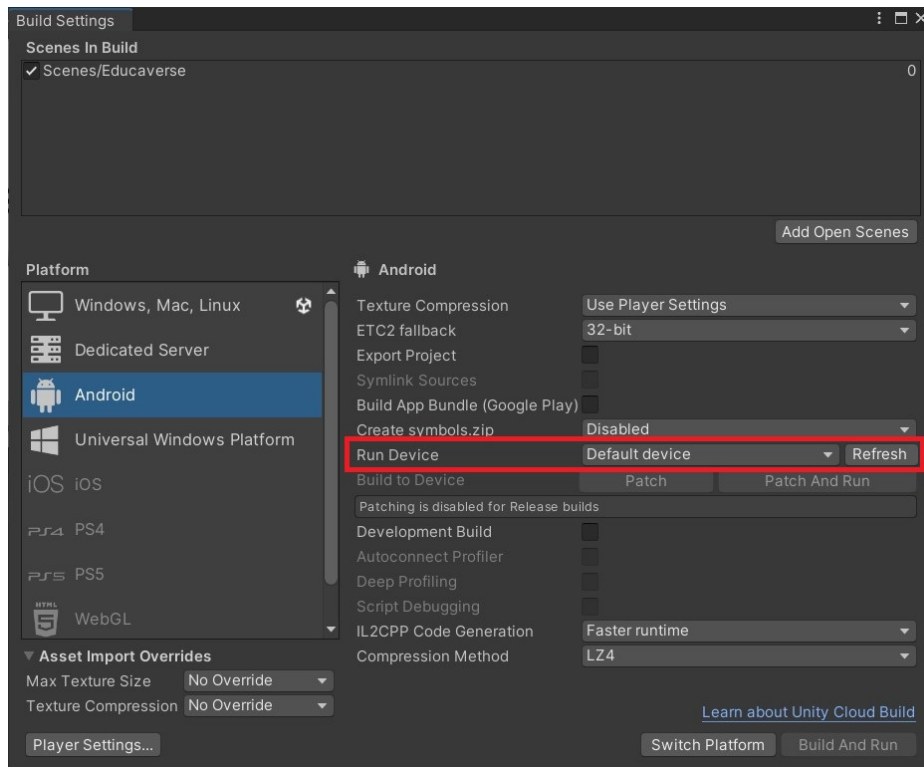 Build Settings
Scenes In Build
Scenes/Educaverse 0
Add Open Scenes
Platform
Windows, Mac, Linux
Dedicated Server
Android
Universal Windows Platform
iOS iOS
PS4 PS4
PS5 PS5
HTML
5 WebGL
Asset Import Overrides
Max Texture Size No Override
Texture Compression No Override
Player Settings...
Android
Texture Compression Use Player Settings
ETC2 fallback 32-bit
Export Project
Symlink Sources
Build App Bundle (Google Play)
Create symbols.zip Disabled
Run Device Default device Refresh
Build to Device Patch Patch And Run
Patching is disabled for Release builds
Development Build
Autoconnect Profiler
Deep Profiling
Script Debugging
IL2CPP Code Generation Faster runtime
Compression Method LZ4
Learn about Unity Cloud Build
Switch Platform Build And Run